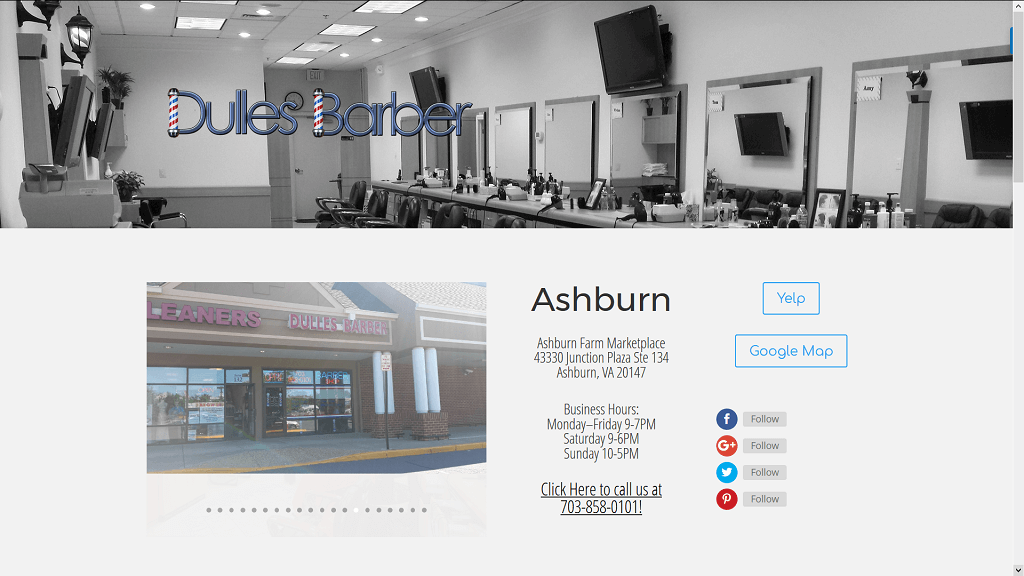 EXIT
Amy
Dulles Barber
LEANERS
DULLES BARBER
Ashburn
Ashburn Farm Marketplace
43330 Junction Plaza Ste 134
Ashburn, VA 20147
Business Hours:
Monday–Friday 9-7PM
Saturday 9-6PM
Sunday 10-5PM
Click Here to call us at
703-858-0101!
Yelp
Google Map
Follow
Follow
Follow
Follow